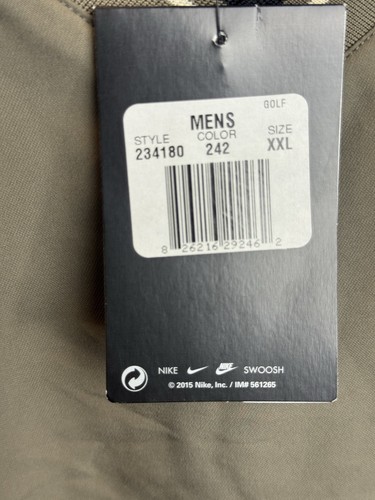 GOLF
MENS
STYLE COLOR SIZE
234180 242 XXL
8 26216 29246 2
NIKE SWOOSH
© 2015 Nike, Inc. / IM# 561265